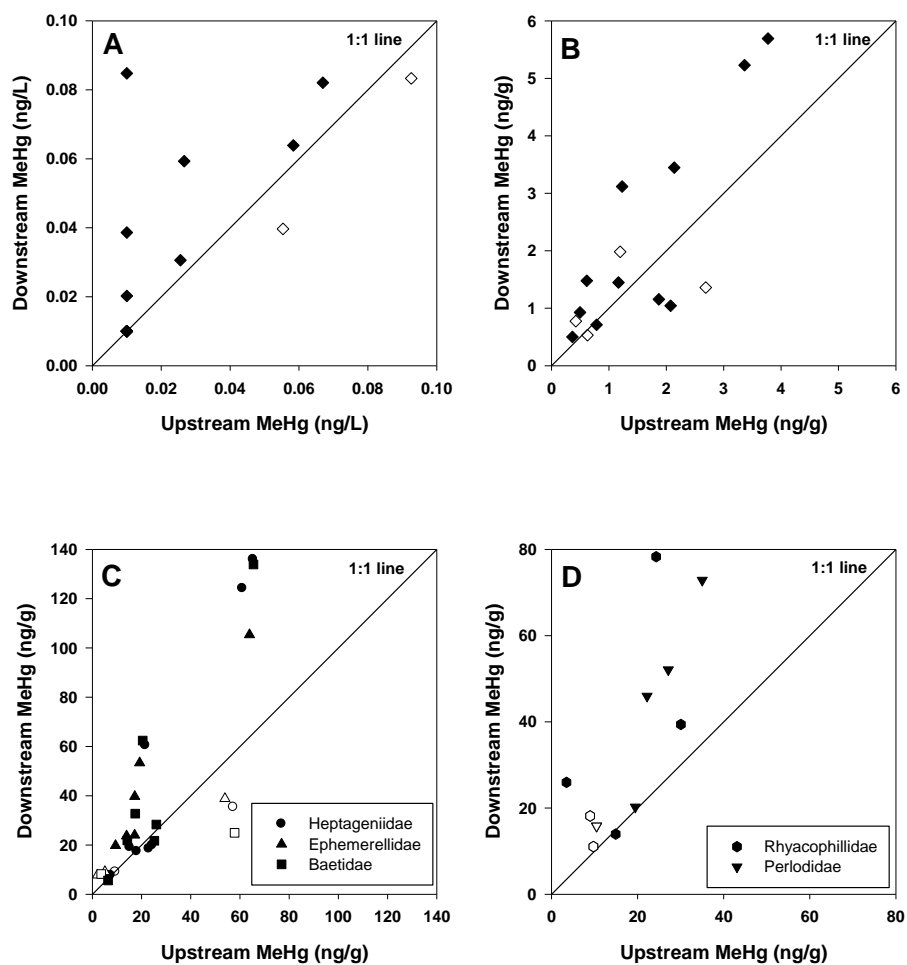 A
1:1 line
0.10
0.08
0.06
0.04
0.02
0.00
Downstream MeHg (ng/L)
0.00 0.02 0.04 0.06 0.08 0.10
Upstream MeHg (ng/L)
B
1:1 line
6
5
4
3
2
1
0
Downstream MeHg (ng/g)
0 1 2 3 4 5 6
Upstream MeHg (ng/g)
C
1:1 line
140
120
100
80
60
40
20
0
Downstream MeHg (ng/g)
Heptageniidae
Ephemerellidae
Baetidae
0 20 40 60 80 100 120 140
Upstream MeHg (ng/g)
D
1:1 line
80
60
40
20
0
Downstream MeHg (ng/g)
Rhyacophillidae
Perlodidae
0 20 40 60 80
Upstream MeHg (ng/g)